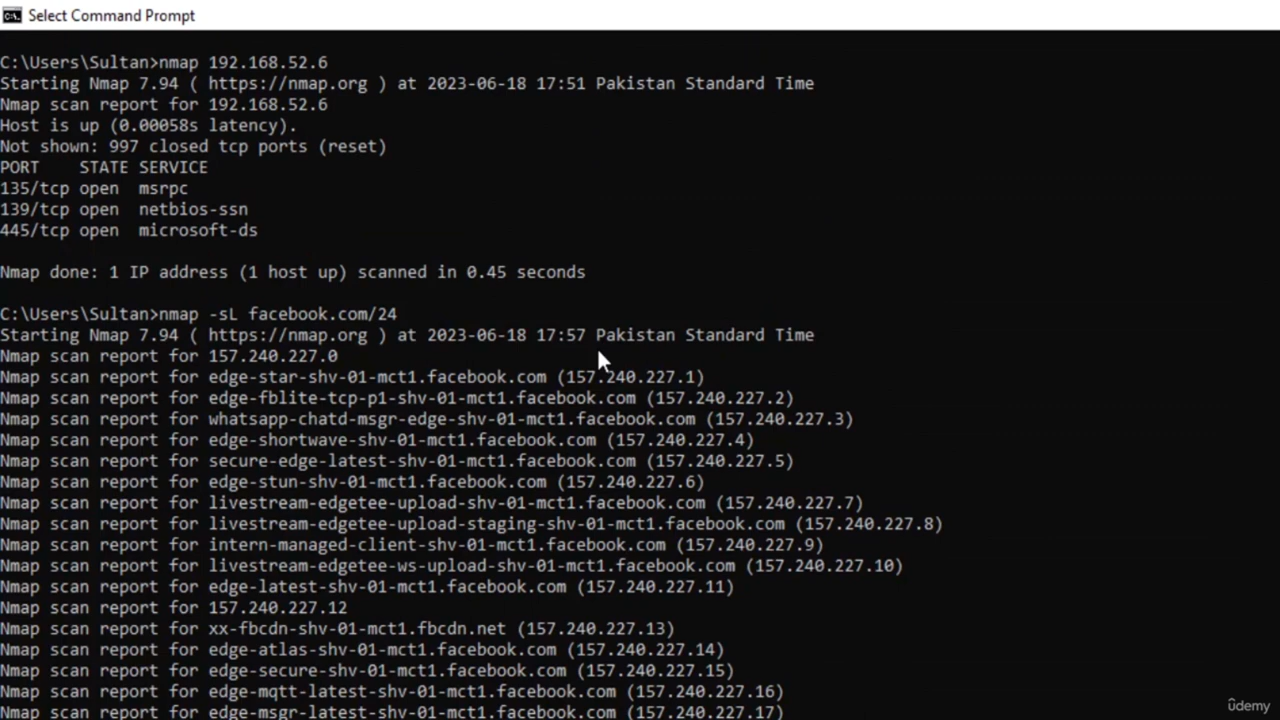 Select Command Prompt
C:\Users\Sultan>nmap 192.168.52.6
Starting Nmap 7.94 ( https://nmap.org ) at 2023-06-18 17:51 Pakistan Standard Time
Nmap scan report for 192.168.52.6
Host is up (0.00058s latency).
Not shown: 997 closed tcp ports (reset)
PORT    STATE SERVICE
135/tcp open  msrpc
139/tcp open  netbios-ssn
445/tcp open  microsoft-ds
Nmap done: 1 IP address (1 host up) scanned in 0.45 seconds
C:\Users\Sultan>nmap -sL facebook.com/24
Starting Nmap 7.94 ( https://nmap.org ) at 2023-06-18 17:57 Pakistan Standard Time
Nmap scan report for 157.240.227.0
Nmap scan report for edge-star-shv-01-mct1.facebook.com (157.240.227.1)
Nmap scan report for edge-fblite-tcp-p1-shv-01-mct1.facebook.com (157.240.227.2)
Nmap scan report for whatsapp-chatd-msgr-edge-shv-01-mct1.facebook.com (157.240.227.3)
Nmap scan report for edge-shortwave-shv-01-mct1.facebook.com (157.240.227.4)
Nmap scan report for secure-edge-latest-shv-01-mct1.facebook.com (157.240.227.5)
Nmap scan report for edge-stun-shv-01-mct1.facebook.com (157.240.227.6)
Nmap scan report for livestream-edgetee-upload-shv-01-mct1.facebook.com (157.240.227.7)
Nmap scan report for livestream-edgetee-upload-staging-shv-01-mct1.facebook.com (157.240.227.8)
Nmap scan report for intern-managed-client-shv-01-mct1.facebook.com (157.240.227.9)
Nmap scan report for livestream-edgetee-ws-upload-shv-01-mct1.facebook.com (157.240.227.10)
Nmap scan report for edge-latest-shv-01-mct1.facebook.com (157.240.227.11)
Nmap scan report for 157.240.227.12
Nmap scan report for xx-fbcdn-shv-01-mct1.fbcdn.net (157.240.227.13)
Nmap scan report for edge-atlas-shv-01-mct1.facebook.com (157.240.227.14)
Nmap scan report for edge-secure-shv-01-mct1.facebook.com (157.240.227.15)
Nmap scan report for edge-mqtt-latest-shv-01-mct1.facebook.com (157.240.227.16)
Nmap scan report for edge-msgr-latest-shv-01-mct1.facebook.com (157.240.227.17)
ûdemy